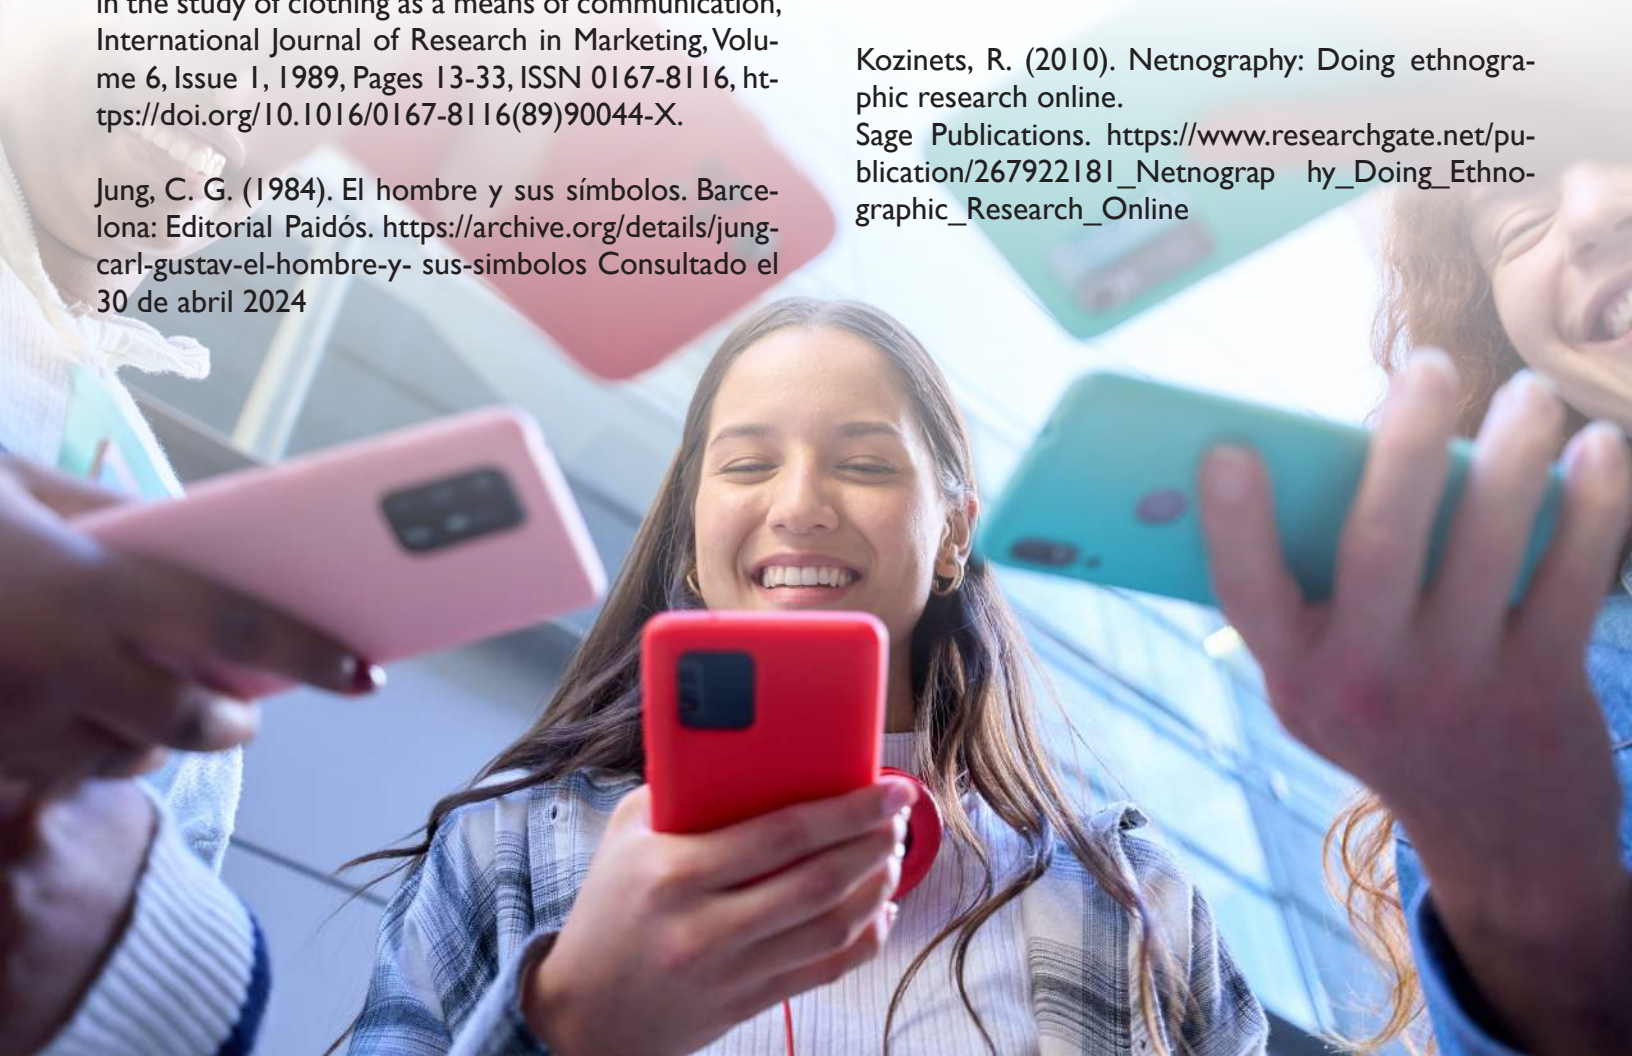 in the study of clothing as a means of communication,
International Journal of Research in Marketing, Volu-
me 6, Issue 1, 1989, Pages 13-33, ISSN 0167-8116, ht-
tps://doi.org/10.1016/0167-8116(89)90044-X.
Jung, C. G. (1984). El hombre y sus símbolos. Barce-
lona: Editorial Paidós. https://archive.org/details/jung-
carl-gustav-el-hombre-y- sus-simbolos Consultado el
30 de abril 2024
Kozinets, R. (2010). Netnography: Doing ethnogra-
phic research online.
Sage Publications. https://www.researchgate.net/pu-
blication/267922181_Netnograp hy_Doing_Ethno-
graphic_Research_Online